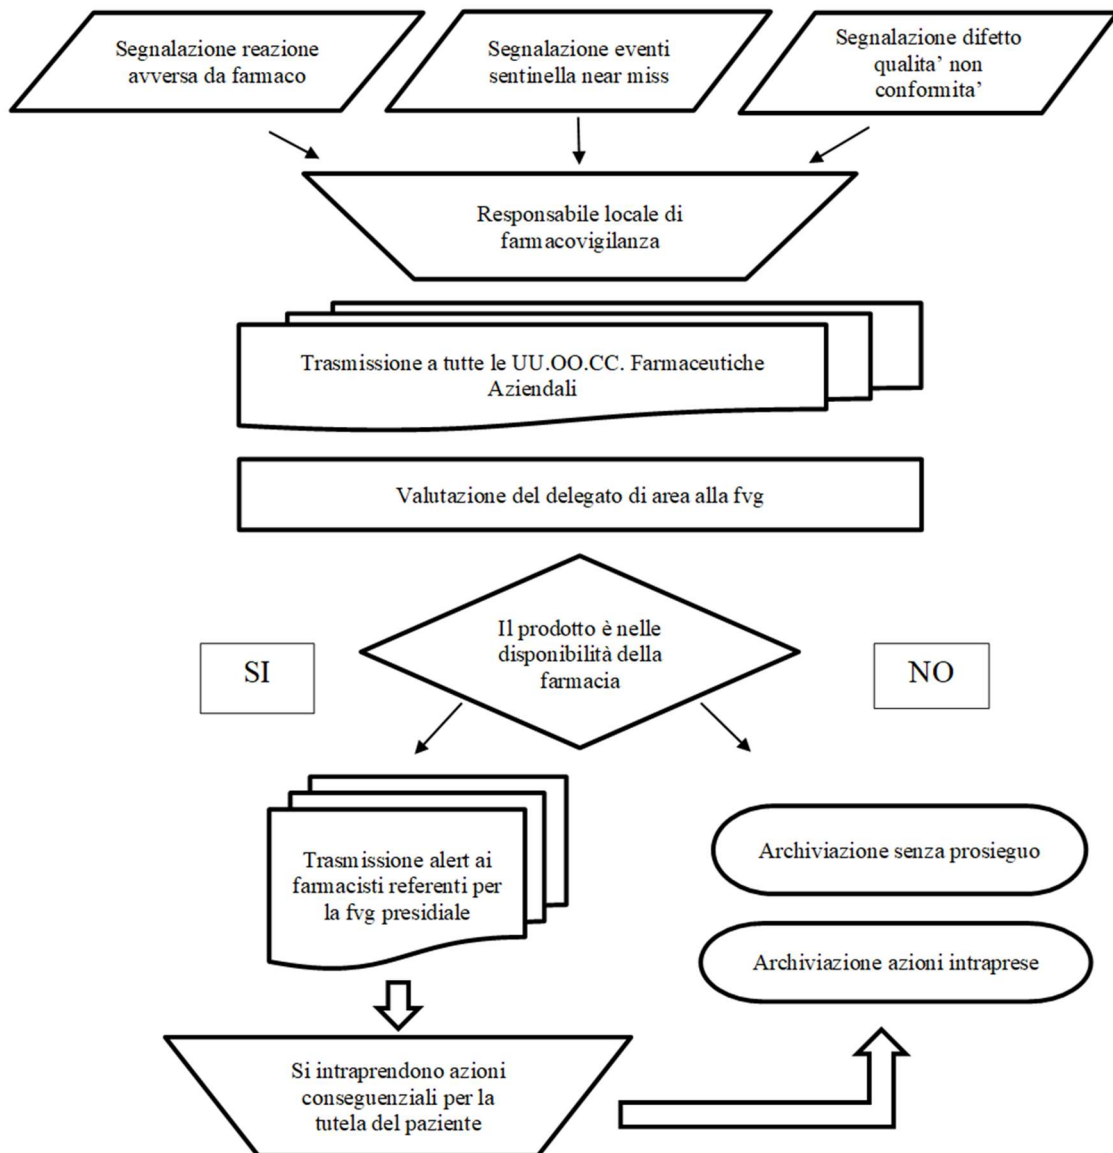 Segnalazione reazione
avversa da farmaco
Segnalazione eventi
sentinella near miss
Segnalazione difetto
qualita’ non
conformita’
Responsabile locale di
farmacovigilanza
Trasmissione a tutte le UU.OO.CC. Farmaceutiche
Aziendali
Valutazione del delegato di area alla fvg
Il prodotto è nelle
disponibilità della
farmacia
SI
NO
Trasmissione alert ai
farmacisti referenti per
la fvg presidiale
Archiviazione senza prosieguo
Archiviazione azioni intraprese
Si intraprendono azioni
conseguenziali per la
tutela del paziente